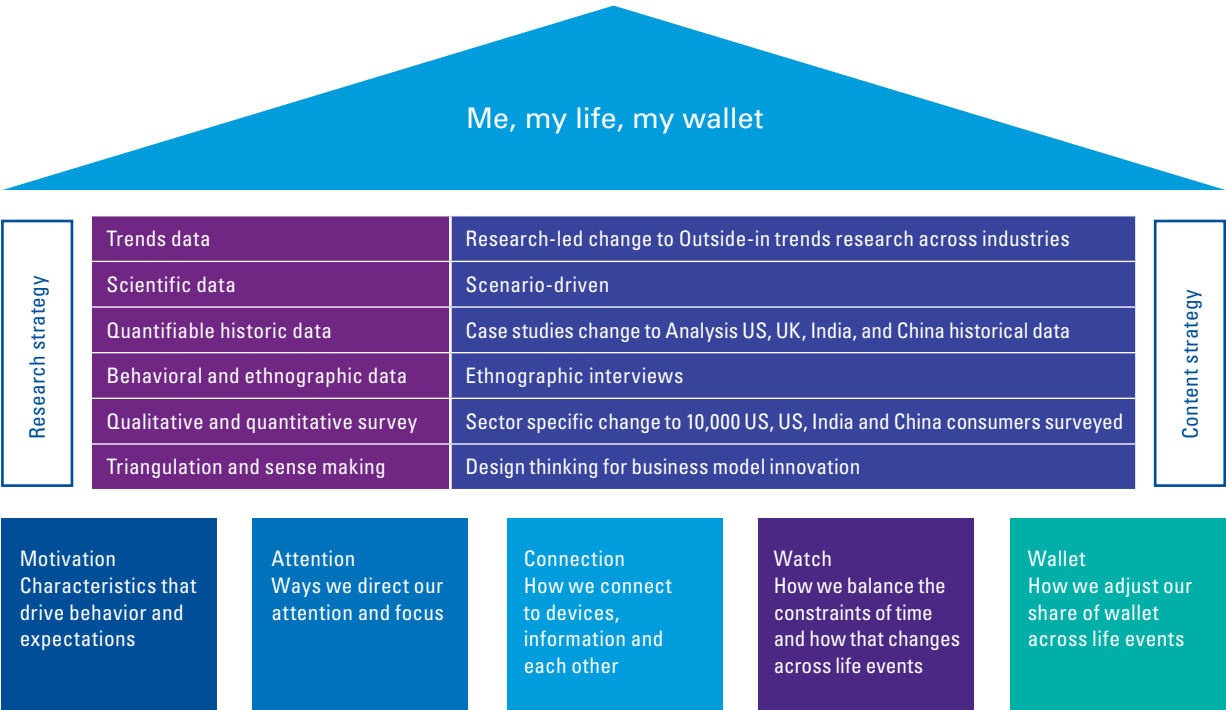 Me, my life, my wallet
Research strategy
Trends data
Research-led change to Outside-in trends research across industries
Scientific data
Scenario-driven
Quantifiable historic data
Case studies change to Analysis US, UK, India, and China historical data
Behavioral and ethnographic data
Ethnographic interviews
Qualitative and quantitative survey
Sector specific change to 10,000 US, US, India and China consumers surveyed
Triangulation and sense making
Design thinking for business model innovation
Content strategy
Motivation
Characteristics that
drive behavior and
expectations
Attention
Ways we direct our
attention and focus
Connection
How we connect
to devices,
information and
each other
Watch
How we balance the
constraints of time
and how that changes
across life events
Wallet
How we adjust our
share of wallet
across life events